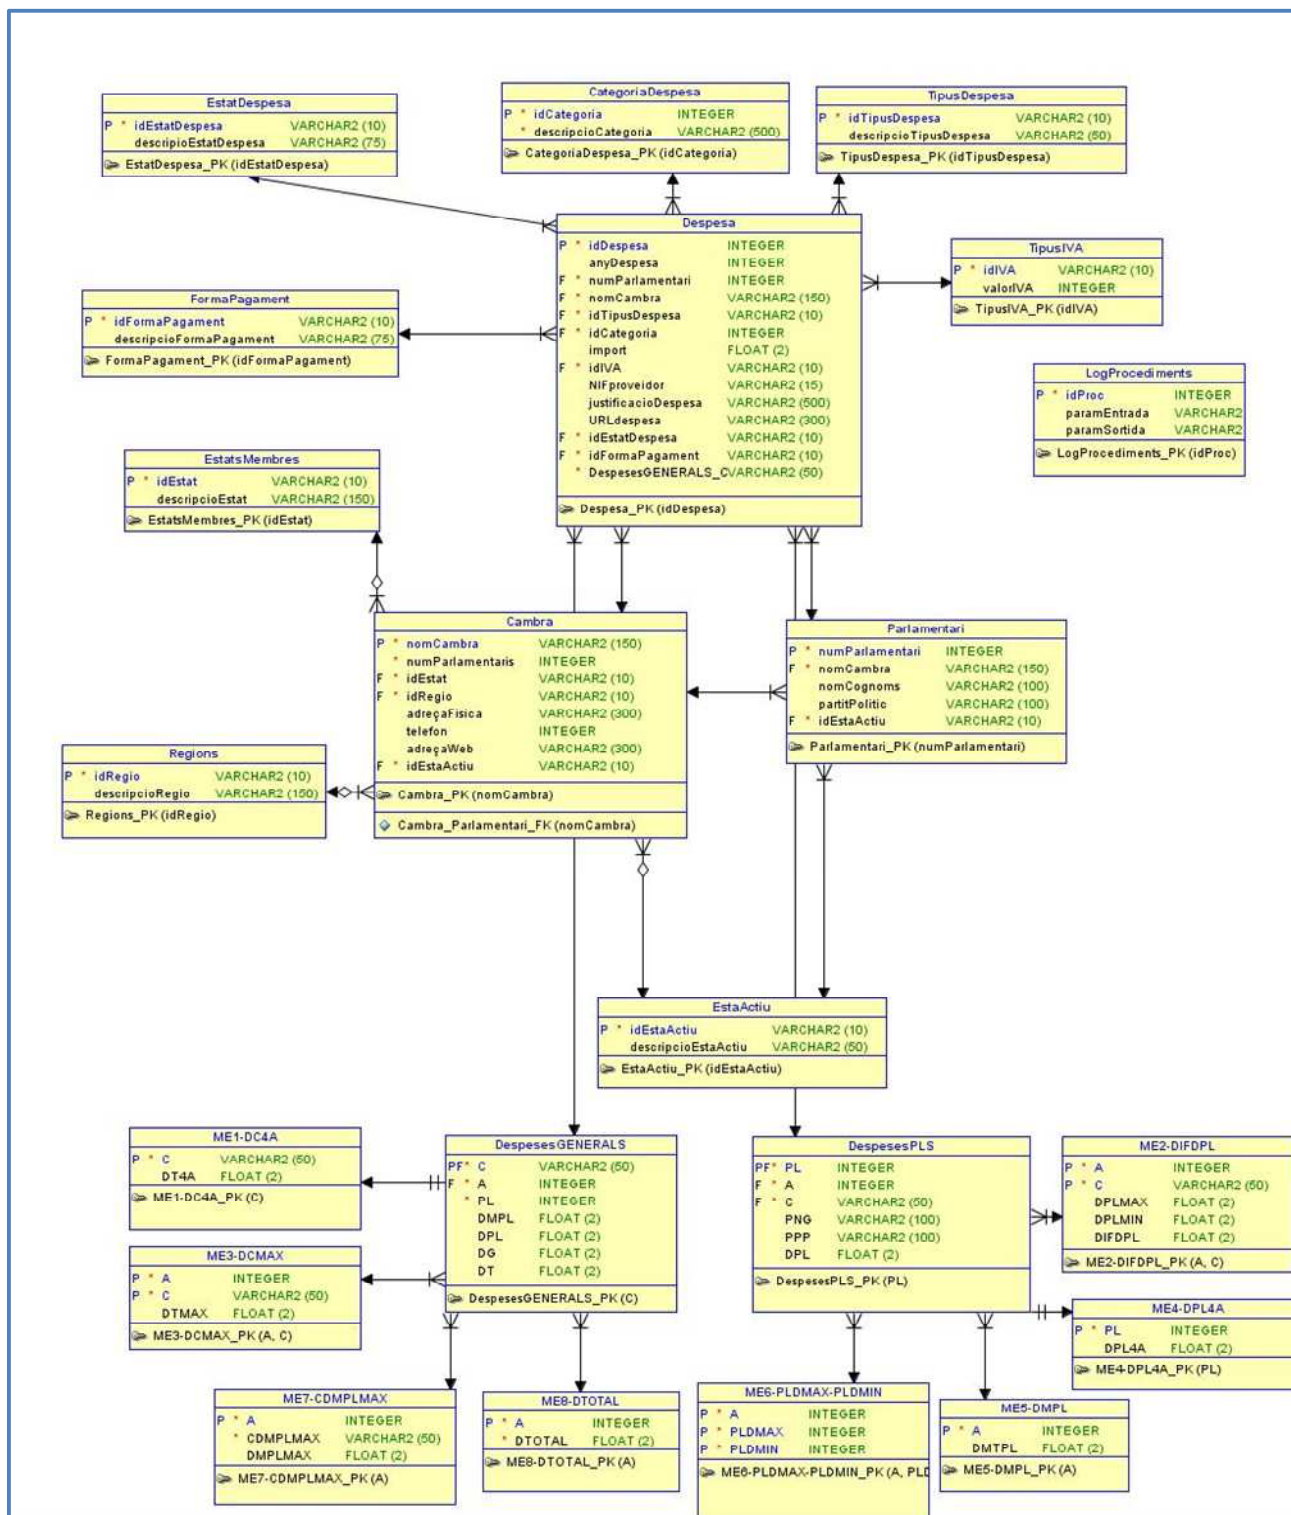 EstatDespesa
P * idEstatDespesa VARCHAR2 (10)
descripioEstatDespesa VARCHAR2 (75)
EstatDespesa_PK (idEstatDespesa)
CategoriaDespesa
P * idCategoria INTEGER
* descripcioCategoria VARCHAR2 (500)
CategoriaDespesa_PK (idCategoria)
TipusDespesa
P * idTipusDespesa VARCHAR2 (10)
descripcioTipusDespesa VARCHAR2 (50)
TipusDespesa_PK (idTipusDespesa)
Despesa
P * idDespesa INTEGER
anyDespesa INTEGER
F * numParlamentari INTEGER
F * nomCambra VARCHAR2 (150)
F * idTipusDespesa VARCHAR2 (10)
F * idCategoria INTEGER
import FLOAT (2)
F * idIVA VARCHAR2 (10)
NIFproveidor VARCHAR2 (15)
justificacioDespesa VARCHAR2 (500)
URLdespesa VARCHAR2 (300)
F * idEstatDespesa VARCHAR2 (10)
F * idFormaPagament VARCHAR2 (10)
* DespesesGENERALS_C VARCHAR2 (50)
Despesa_PK (idDespesa)
TipusIVA
P * idIVA VARCHAR2 (10)
valorIVA INTEGER
TipusIVA_PK (idIVA)
FormaPagament
P * idFormaPagament VARCHAR2 (10)
descripcioFormaPagament VARCHAR2 (75)
FormaPagament_PK (idFormaPagament)
LogProcediments
P * idProc INTEGER
paramEntrada VARCHAR2
paramSortida VARCHAR2
LogProcediments_PK (idProc)
EstatsMembres
P * idEstat VARCHAR2 (10)
descripcioEstat VARCHAR2 (150)
EstatsMembres_PK (idEstat)
Cambra
P * nomCambra VARCHAR2 (150)
* numParlamentaris INTEGER
F * idEstat VARCHAR2 (10)
F * idRegio VARCHAR2 (10)
adreçaFisica VARCHAR2 (300)
telefon INTEGER
adreçaWeb VARCHAR2 (300)
F * idEstaActiu VARCHAR2 (10)
Cambra_PK (nomCambra)
Cambra_Parlamentari_FK (nomCambra)
Parlamentari
P * numParlamentari INTEGER
F * nomCambra VARCHAR2 (150)
nomCognoms VARCHAR2 (100)
partitPolitic VARCHAR2 (100)
F * idEstaActiu VARCHAR2 (10)
Parlamentari_PK (numParlamentari)
Regions
P * idRegio VARCHAR2 (10)
descripcioRegio VARCHAR2 (150)
Regions_PK (idRegio)
EstaActiu
P * idEstaActiu VARCHAR2 (10)
descripcioEstaActiu VARCHAR2 (50)
EstaActiu_PK (idEstaActiu)
ME1-DC4A
P * C VARCHAR2 (50)
DT4A FLOAT (2)
ME1-DC4A_PK (C)
DespesesGENERALS
PF* C VARCHAR2 (50)
F * A INTEGER
* PL INTEGER
DMPL FLOAT (2)
DPL FLOAT (2)
DG FLOAT (2)
DT FLOAT (2)
DespesesGENERALS_PK (C)
DespesesPLS
PF* PL INTEGER
F * A INTEGER
F * C VARCHAR2 (50)
PNG VARCHAR2 (100)
PPP VARCHAR2 (100)
DPL FLOAT (2)
DespesesPLS_PK (PL)
ME2-DIFDPL
P * A INTEGER
P * C VARCHAR2 (50)
DPLMAX FLOAT (2)
DPLMIN FLOAT (2)
DIFDPL FLOAT (2)
ME2-DIFDPL_PK (A, C)
ME3-DCMAX
P * A INTEGER
P * C VARCHAR2 (50)
DTMAX FLOAT (2)
ME3-DCMAX_PK (A, C)
ME4-DPL4A
P * PL INTEGER
DPL4A FLOAT (2)
ME4-DPL4A_PK (PL)
ME7-CDMPLMAX
P * A INTEGER
* CDMPLMAX VARCHAR2 (50)
DMPLMAX FLOAT (2)
ME7-CDMPLMAX_PK (A)
ME8-DTOTAL
P * A INTEGER
* DTOTAL FLOAT (2)
ME8-DTOTAL_PK (A)
ME6-PLDMAX-PLDMIN
P * A INTEGER
P * PLDMAX INTEGER
P * PLDMIN INTEGER
ME6-PLDMAX-PLDMIN_PK (A, PLD
ME5-DMPL
P * A INTEGER
DMTPL FLOAT (2)
ME5-DMPL_PK (A)